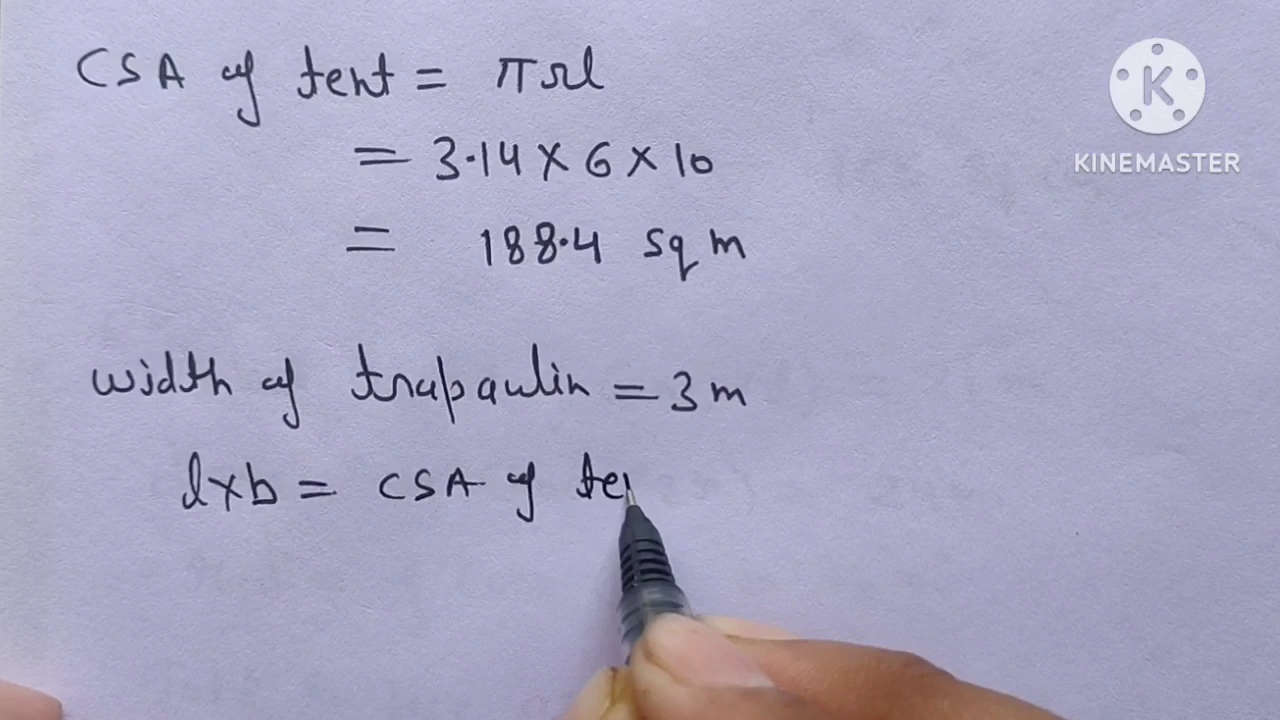 CSA of tent = πrl
= 3.14 × 6 × 10
= 188.4 sq m
width of trapaulin = 3 m
l×b = CSA of te
K
KINEMASTER